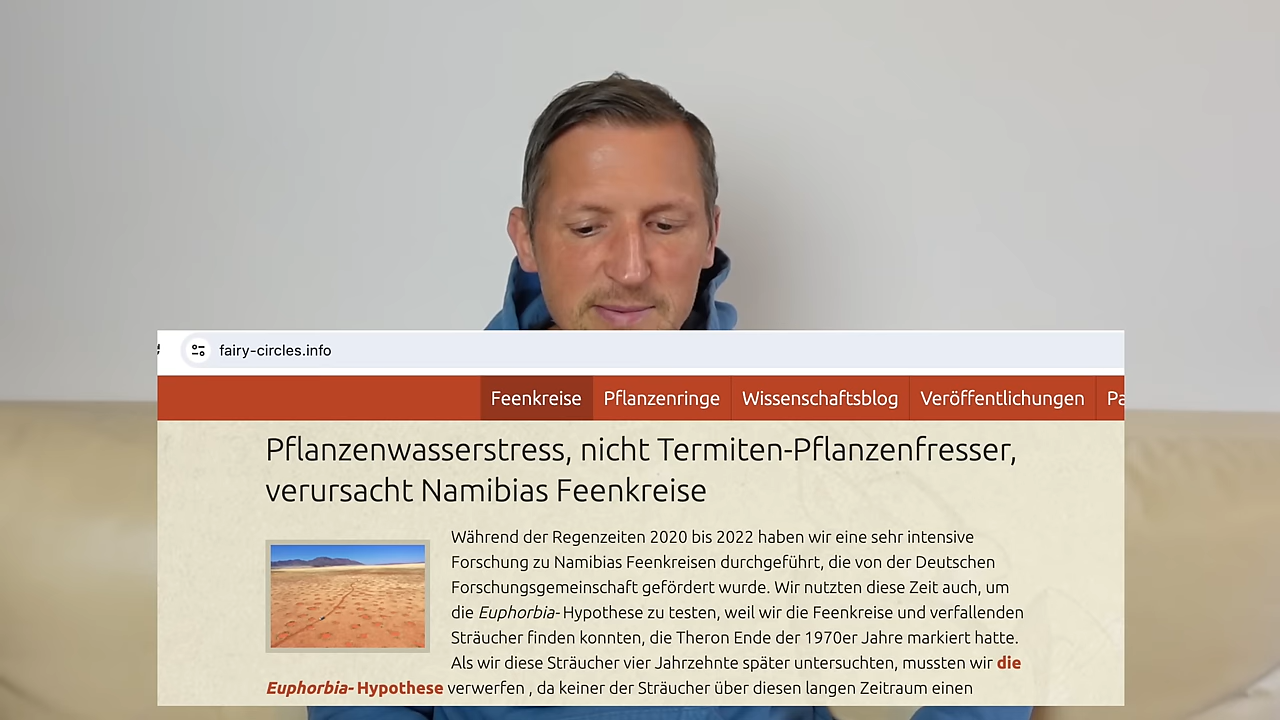 fairy-circles.info
Feenkreise Pflanzenringe Wissenschaftsblog Veröffentlichungen
Pflanzenwasserstress, nicht Termiten-Pflanzenfresser,
verursacht Namibias Feenkreise
Während der Regenzeiten 2020 bis 2022 haben wir eine sehr intensive
Forschung zu Namibias Feenkreisen durchgeführt, die von der Deutschen
Forschungsgemeinschaft gefördert wurde. Wir nutzten diese Zeit auch, um
die Euphorbia- Hypothese zu testen, weil wir die Feenkreise und verfallenden
Sträucher finden konnten, die Theron Ende der 1970er Jahre markiert hatte.
Als wir diese Sträucher vier Jahrzehnte später untersuchten, mussten wir die
Euphorbia- Hypothese verwerfen , da keiner der Sträucher über diesen langen Zeitraum einen